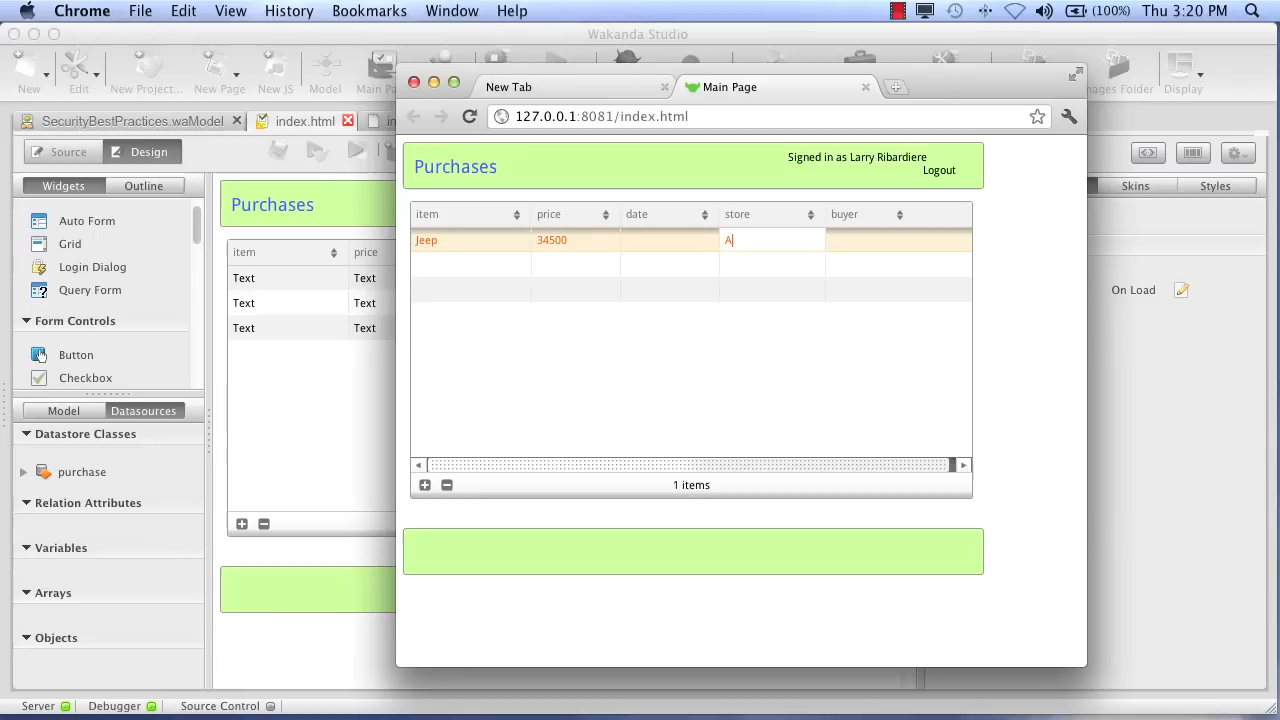 Chrome File Edit View History Bookmarks Window Help (100%) Thu 3:20 PM
Wakanda Studio
New Edit New Project... New Page New JS Model Main P Images Folder Display
SecurityBestPractices.waModel index.html in
New Tab Main Page
127.0.0.1:8081/index.html
Source Design
Widgets Outline
Skins Styles
Auto Form
Grid
Login Dialog
Query Form
Form Controls
Button
Checkbox
Model Datasources
Datastore Classes
purchase
Relation Attributes
Variables
Arrays
Objects
Purchases
item price
Text Text
Text Text
Text Text
Purchases
Signed in as Larry Ribardiere
Logout
item price date store buyer
Jeep 34500 A
1 items
On Load
Server Debugger Source Control